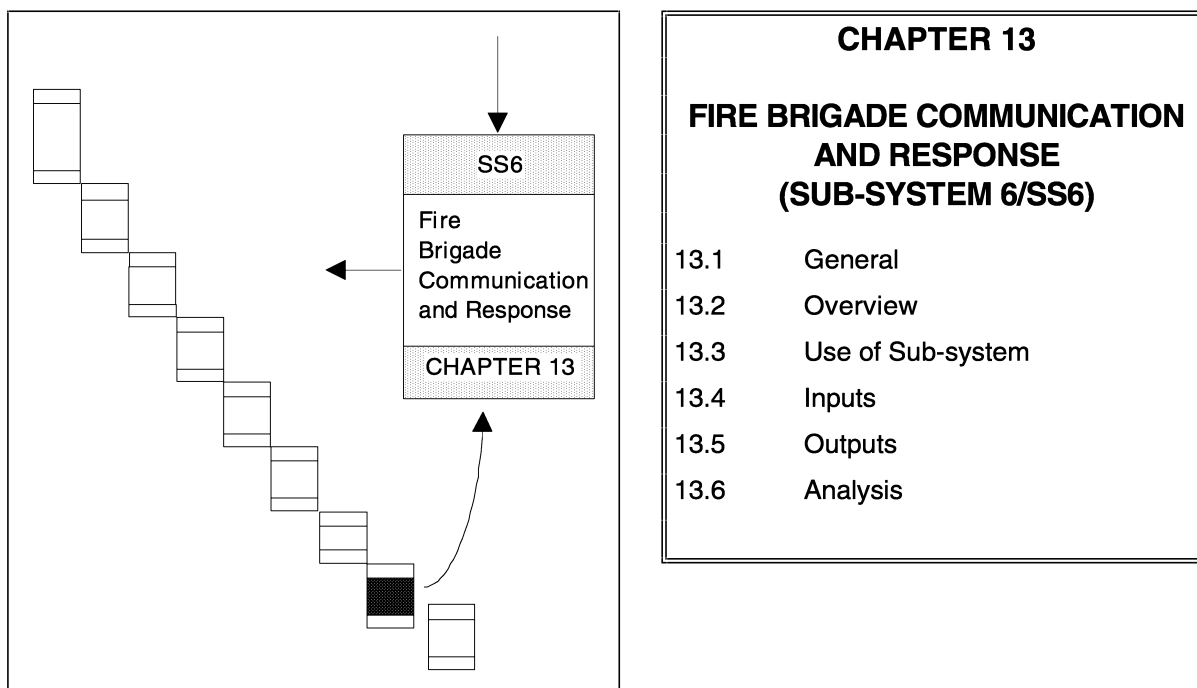 SS6
Fire
Brigade
Communication
and Response
CHAPTER 13
CHAPTER 13
FIRE BRIGADE COMMUNICATION
AND RESPONSE
(SUB-SYSTEM 6/SS6)
13.1 General
13.2 Overview
13.3 Use of Sub-system
13.4 Inputs
13.5 Outputs
13.6 Analysis